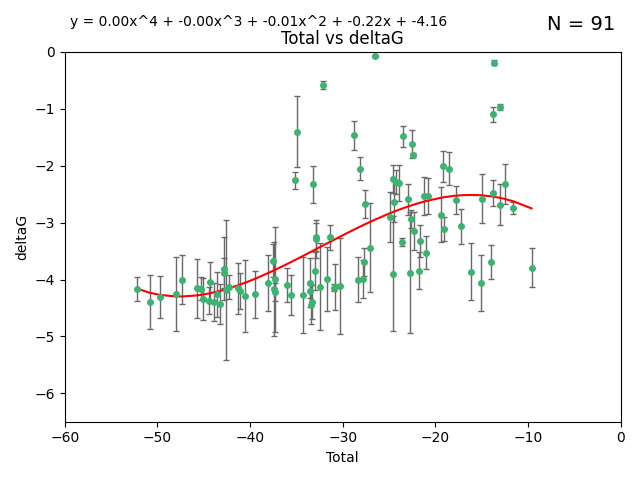 y = 0.00x^4 + -0.00x^3 + -0.01x^2 + -0.22x + -4.16
N = 91
Total vs deltaG
deltaG
0
−1
−2
−3
−4
−5
−6
−60
−50
−40
−30
−20
−10
0
Total